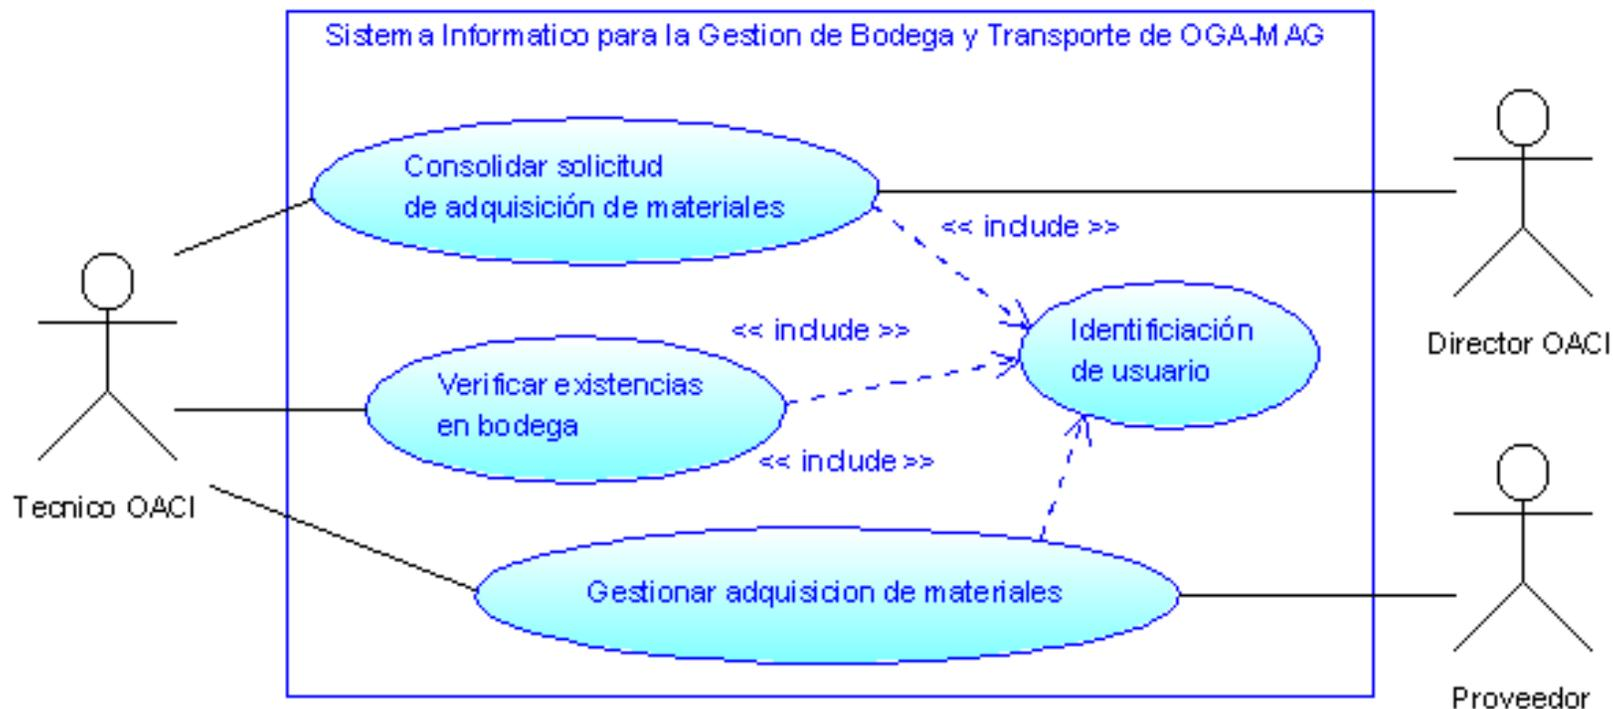 Sistema Informatico para la Gestion de Bodega y Transporte de OGA-MAG
Consolidar solicitud
de adquisición de materiales
<< include >>
Identificiación
de usuario
<< include >>
Director OACI
Verificar existencias
en bodega
<< include >>
Tecnico OACI
Gestionar adquisicion de materiales
Proveedor